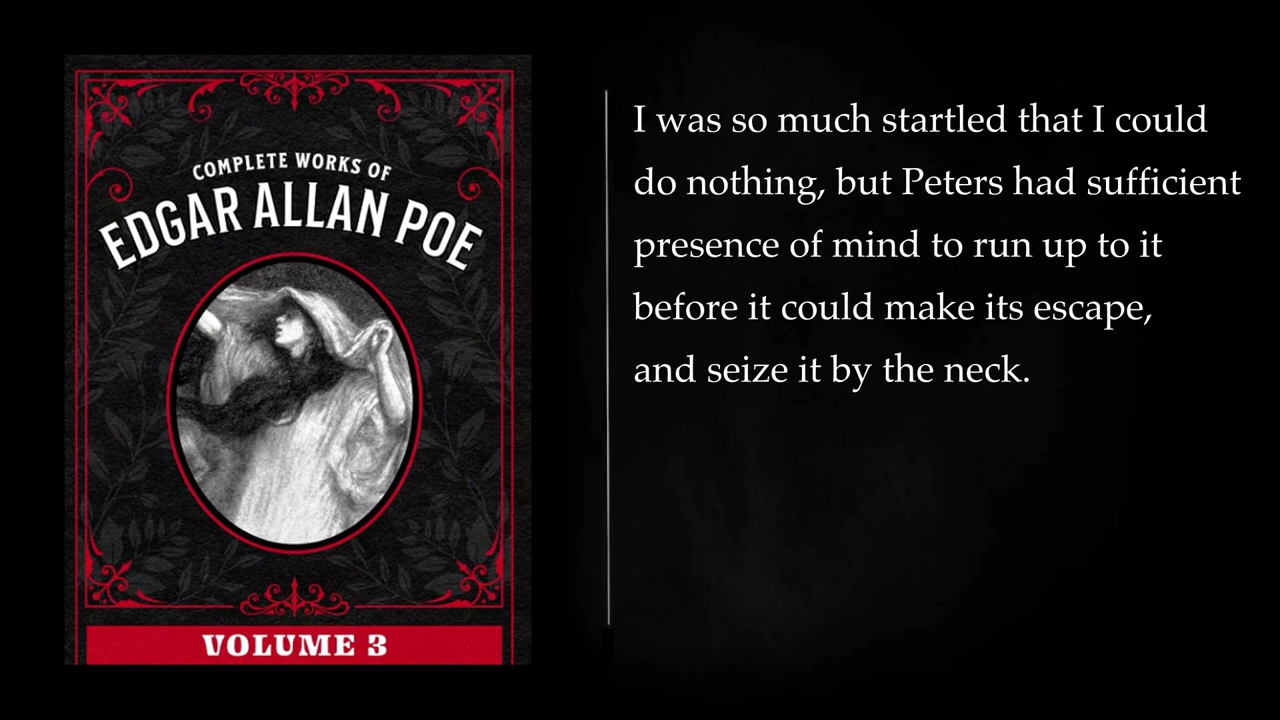 COMPLETE WORKS OF
EDGAR ALLAN POE
VOLUME 3
I was so much startled that I could
do nothing, but Peters had sufficient
presence of mind to run up to it
before it could make its escape,
and seize it by the neck.